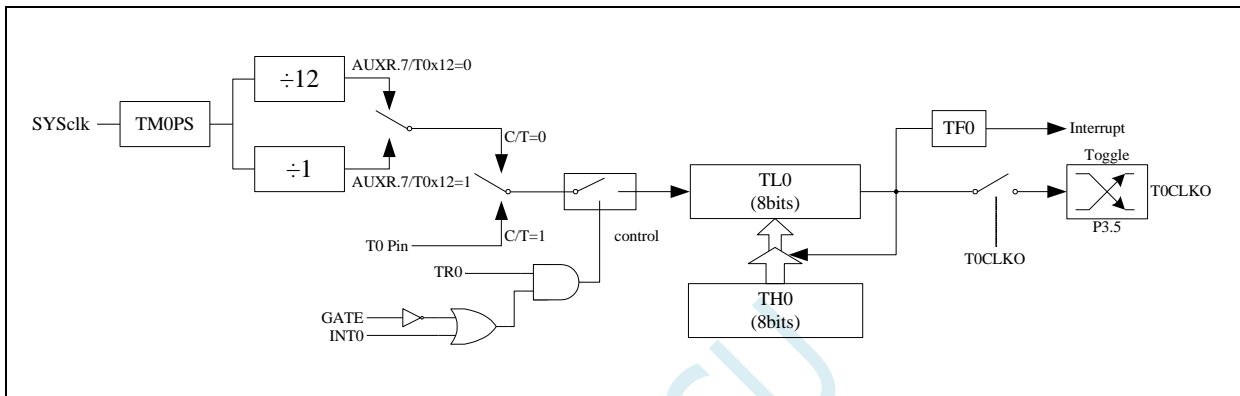 AUXR.7/T0x12=0
÷12
SYSclk
TM0PS
C/T=0
TF0
Interrupt
÷1
Toggle
AUXR.7/T0x12=1
TL0
(8bits)
T0CLKO
T0 Pin
C/T=1
control
P3.5
T0CLKO
TR0
TH0
(8bits)
GATE
INT0